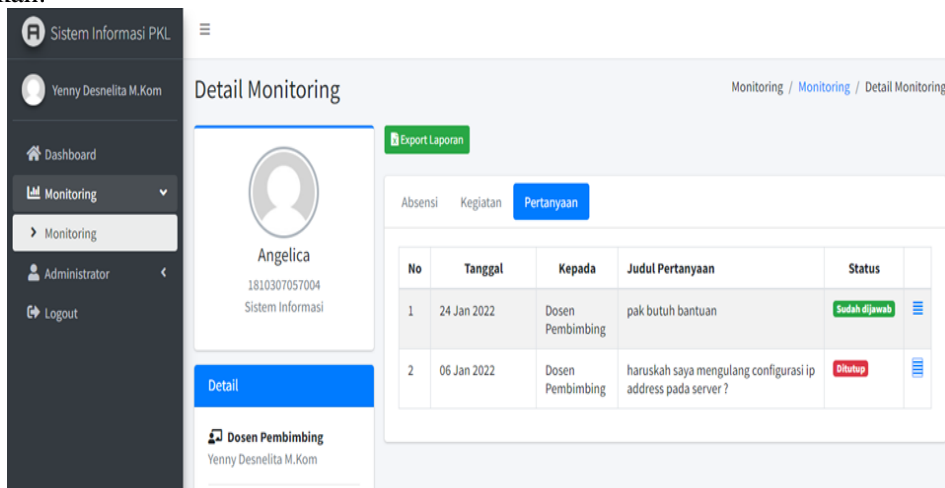 kan.
Sistem Informasi PKL
Yenny Desnelita M.Kom
Dashboard
Monitoring
Monitoring
Administrator
Logout
Detail Monitoring
Monitoring / Monitoring / Detail Monitoring
Angelica
1810307057004
Sistem Informasi
Detail
Dosen Pembimbing
Yenny Desnelita M.Kom
Export Laporan
Absensi Kegiatan Pertanyaan
No Tanggal Kepada Judul Pertanyaan Status
1 24 Jan 2022 Dosen Pembimbing pak butuh bantuan Sudah dijawab
2 06 Jan 2022 Dosen Pembimbing haruskah saya mengulang configurasi ip address pada server ? Ditutup